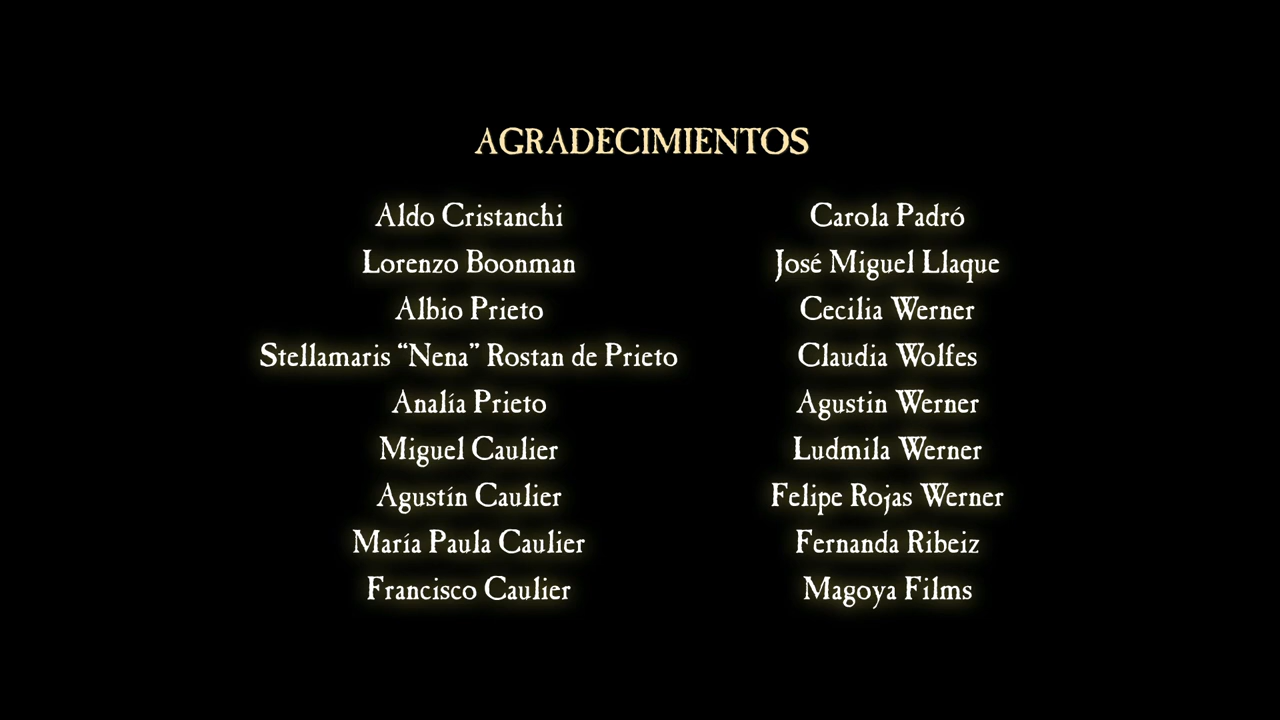 AGRADECIMIENTOS
Aldo Cristanchi
Lorenzo Boonman
Albio Prieto
Stellamaris “Nena” Rostan de Prieto
Analía Prieto
Miguel Caulier
Agustín Caulier
María Paula Caulier
Francisco Caulier
Carola Padró
José Miguel Llaque
Cecilia Werner
Claudia Wolfes
Agustin Werner
Ludmila Werner
Felipe Rojas Werner
Fernanda Ribeiz
Magoya Films